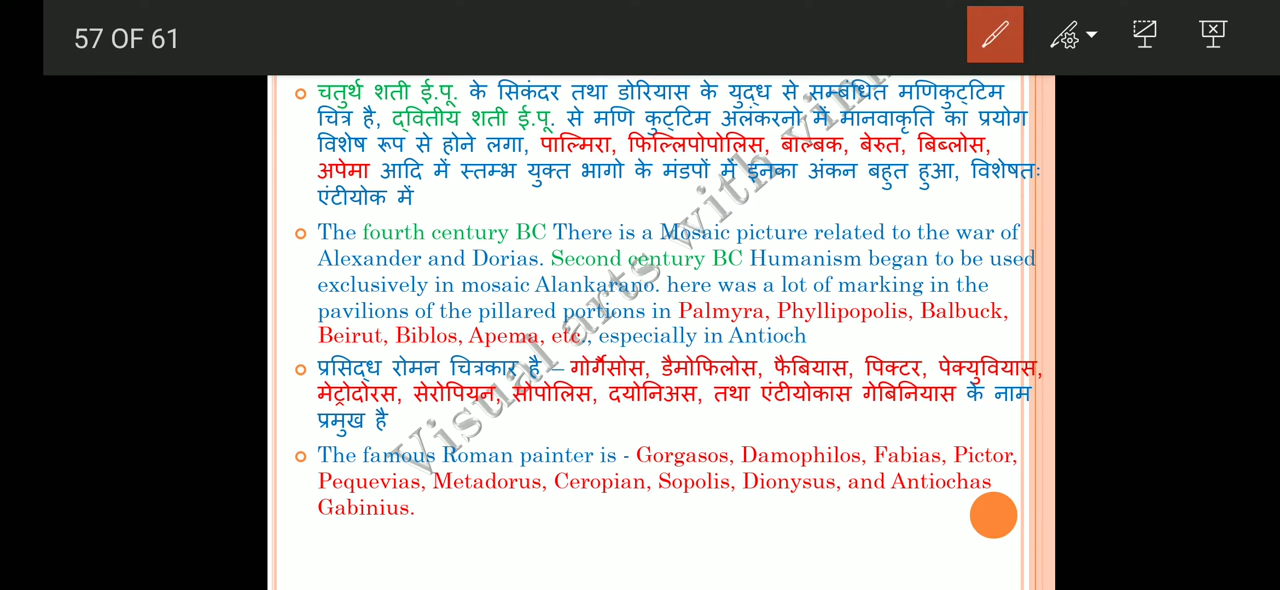 57 OF 61
चतुर्थ शती ई.पू. के सिकंदर तथा डोरियास के युद्ध से सम्बंधित मणिकुट्टिम
चित्र है, द्वितीय शती ई.पू. से मणि कुट्टिम अलंकरनो में मानवाकृति का प्रयोग
विशेष रूप से होने लगा, पाल्मिरा, फिल्लिपोपोलिस, बाल्बक, बेरुत, बिब्लोस,
अपेमा आदि में स्तम्भ युक्त भागो के मंडपों में इनका अंकन बहुत हुआ, विशेषतः
एंटीयोक में
The fourth century BC There is a Mosaic picture related to the war of
Alexander and Dorias. Second century BC Humanism began to be used
exclusively in mosaic Alankarano. here was a lot of marking in the
pavilions of the pillared portions in Palmyra, Phyllipopolis, Balbuck,
Beirut, Biblos, Apema, etc., especially in Antioch
प्रसिद्ध रोमन चित्रकार है – गोर्गैसोस, डैमोफिलोस, फैबियास, पिक्टर, पेक्युवियास,
मेट्रोदोरस, सेरोपियन, सोपोलिस, दयोनिअस, तथा एंटीयोकास गेबिनियास के नाम
प्रमुख है
The famous Roman painter is - Gorgasos, Damophilos, Fabias, Pictor,
Pequevias, Metadorus, Ceropian, Sopolis, Dionysus, and Antiochas
Gabinius.
Visual arts with